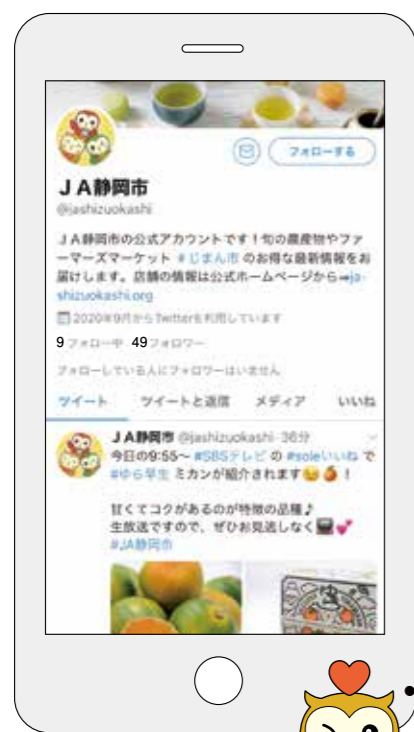 フォローする
JA静岡市
@jashizuokashi
JA静岡市の公式アカウントです！旬の農産物やファ
ーマーズマーケット #じまん市 のお得な最新情報をお
届けします。店舗の情報は公式ホームページから➡ja-
shizuokashi.org
2020年9月からTwitterを利用しています
9フォロー中 49フォロワー
フォローしている人にフォロワーはいません
ツイート ツイートと返信 メディア いいね
JA静岡市 @jashizuokashi·36分
今日の9:55〜 #SBSテレビ の #soleいいね で
#ゆら早生 ミカンが紹介されます😉🍊！
甘くてコクがあるのが特徴の品種♪
生放送ですので、ぜひお見逃しなく📺💕
#JA静岡市